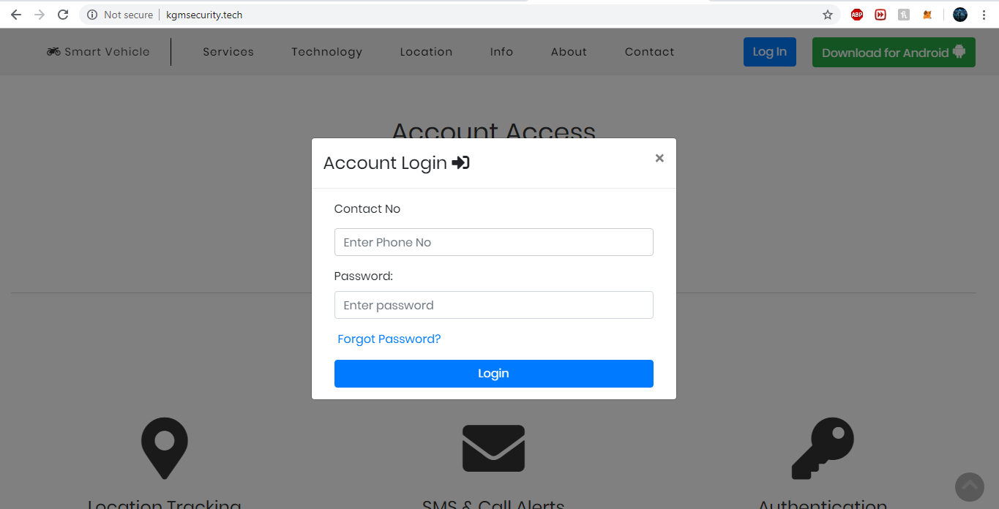 Not secure kgmsecurity.tech
ABP
Smart Vehicle Services Technology Location Info About Contact Log In Download for Android
Account Access
Account Login
×
Contact No
Enter Phone No
Password:
Enter password
Forgot Password?
Login
Location Tracking SMS & Call Alerts Authentication